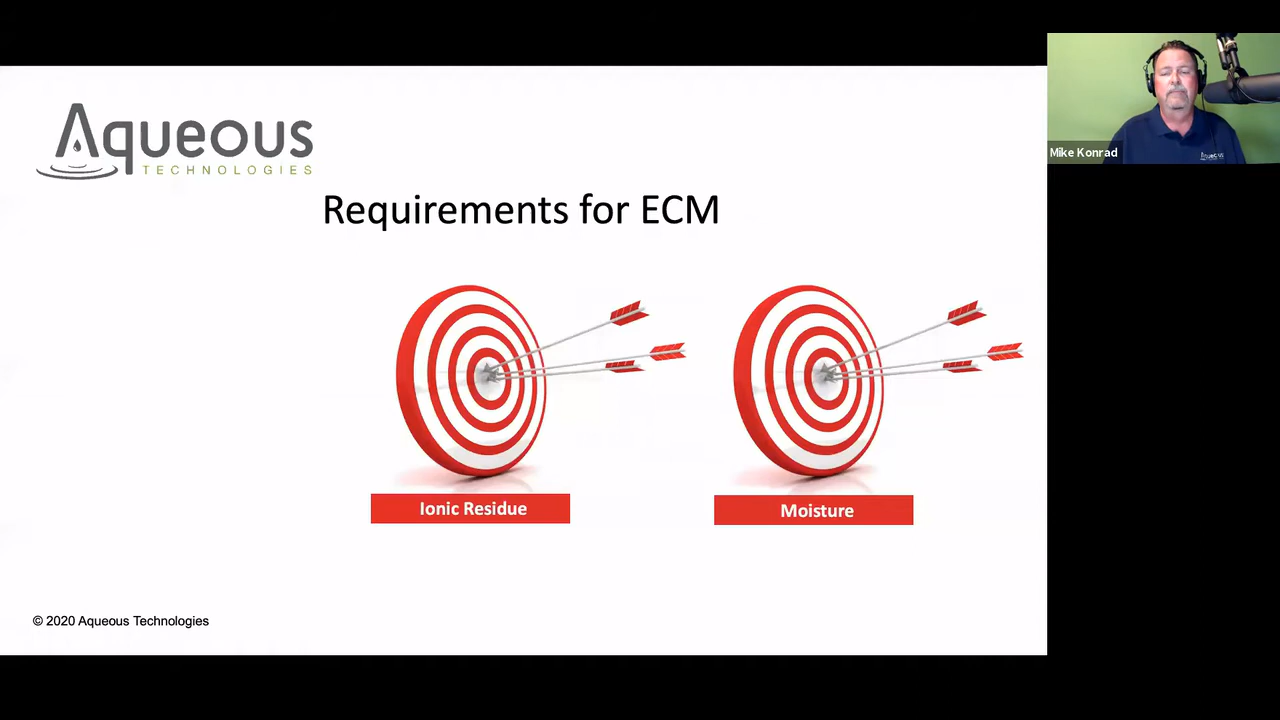 Aqueous
TECHNOLOGIES
Requirements for ECM
Ionic Residue
Moisture
© 2020 Aqueous Technologies
Mike Konrad